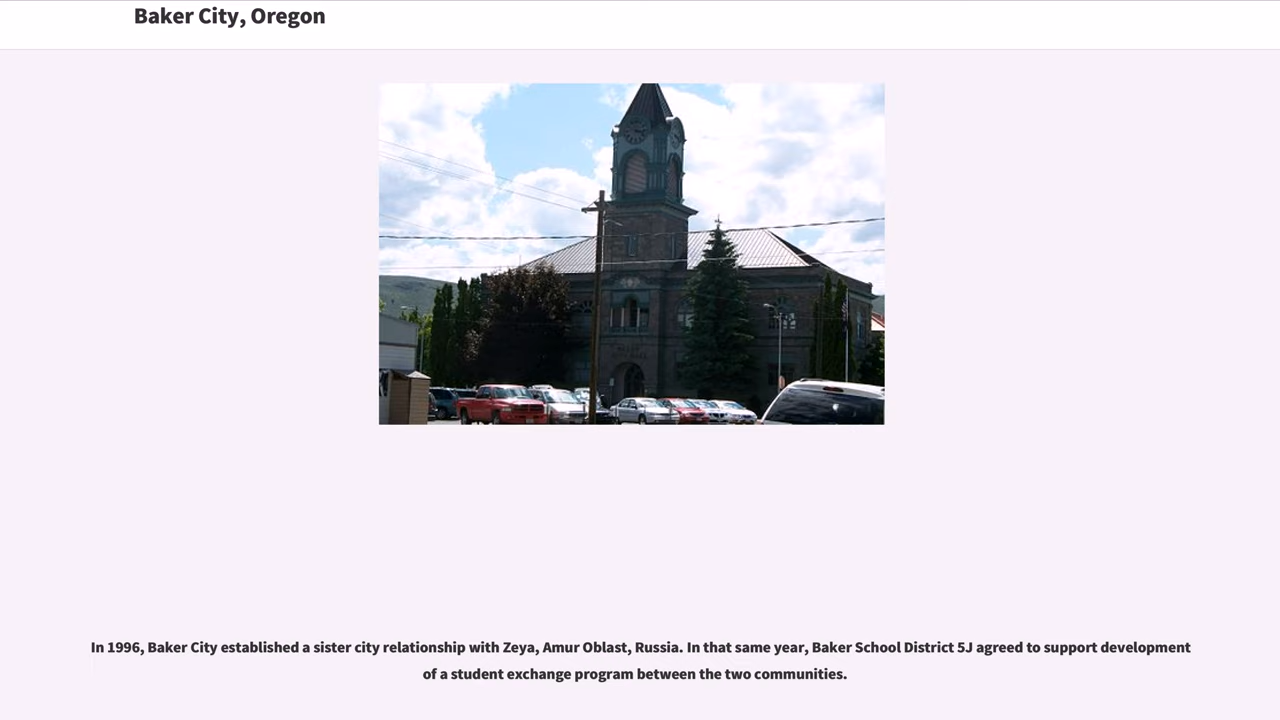 Baker City, Oregon
In 1996, Baker City established a sister city relationship with Zeya, Amur Oblast, Russia. In that same year, Baker School District 5J agreed to support development
of a student exchange program between the two communities.